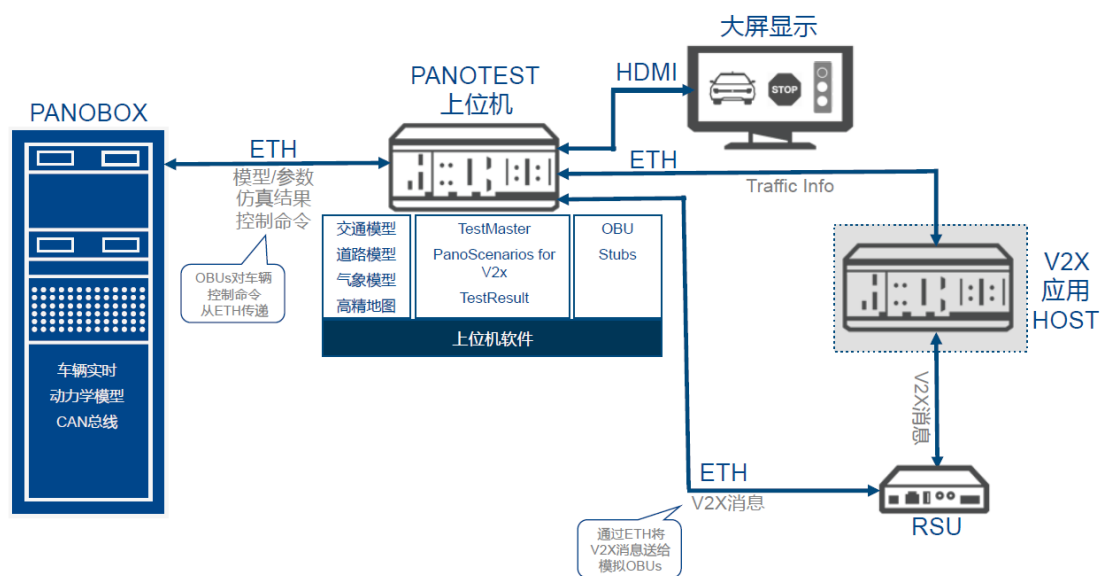 大屏显示
HDMI
STOP
PANOTEST
上位机
PANOBOX
ETH
模型/参数
仿真结果
控制命令
OBUs对车辆
控制命令
从ETH传递
车辆实时
动力学模型
CAN总线
交通模型
道路模型
气象模型
高精地图
TestMaster
PanoScenarios for
V2x
TestResult
OBU
Stubs
上位机软件
ETH
Traffic Info
V2X
应用
HOST
V2X消息
ETH
V2X消息
通过ETH将
V2X消息送给
模拟OBUs
RSU